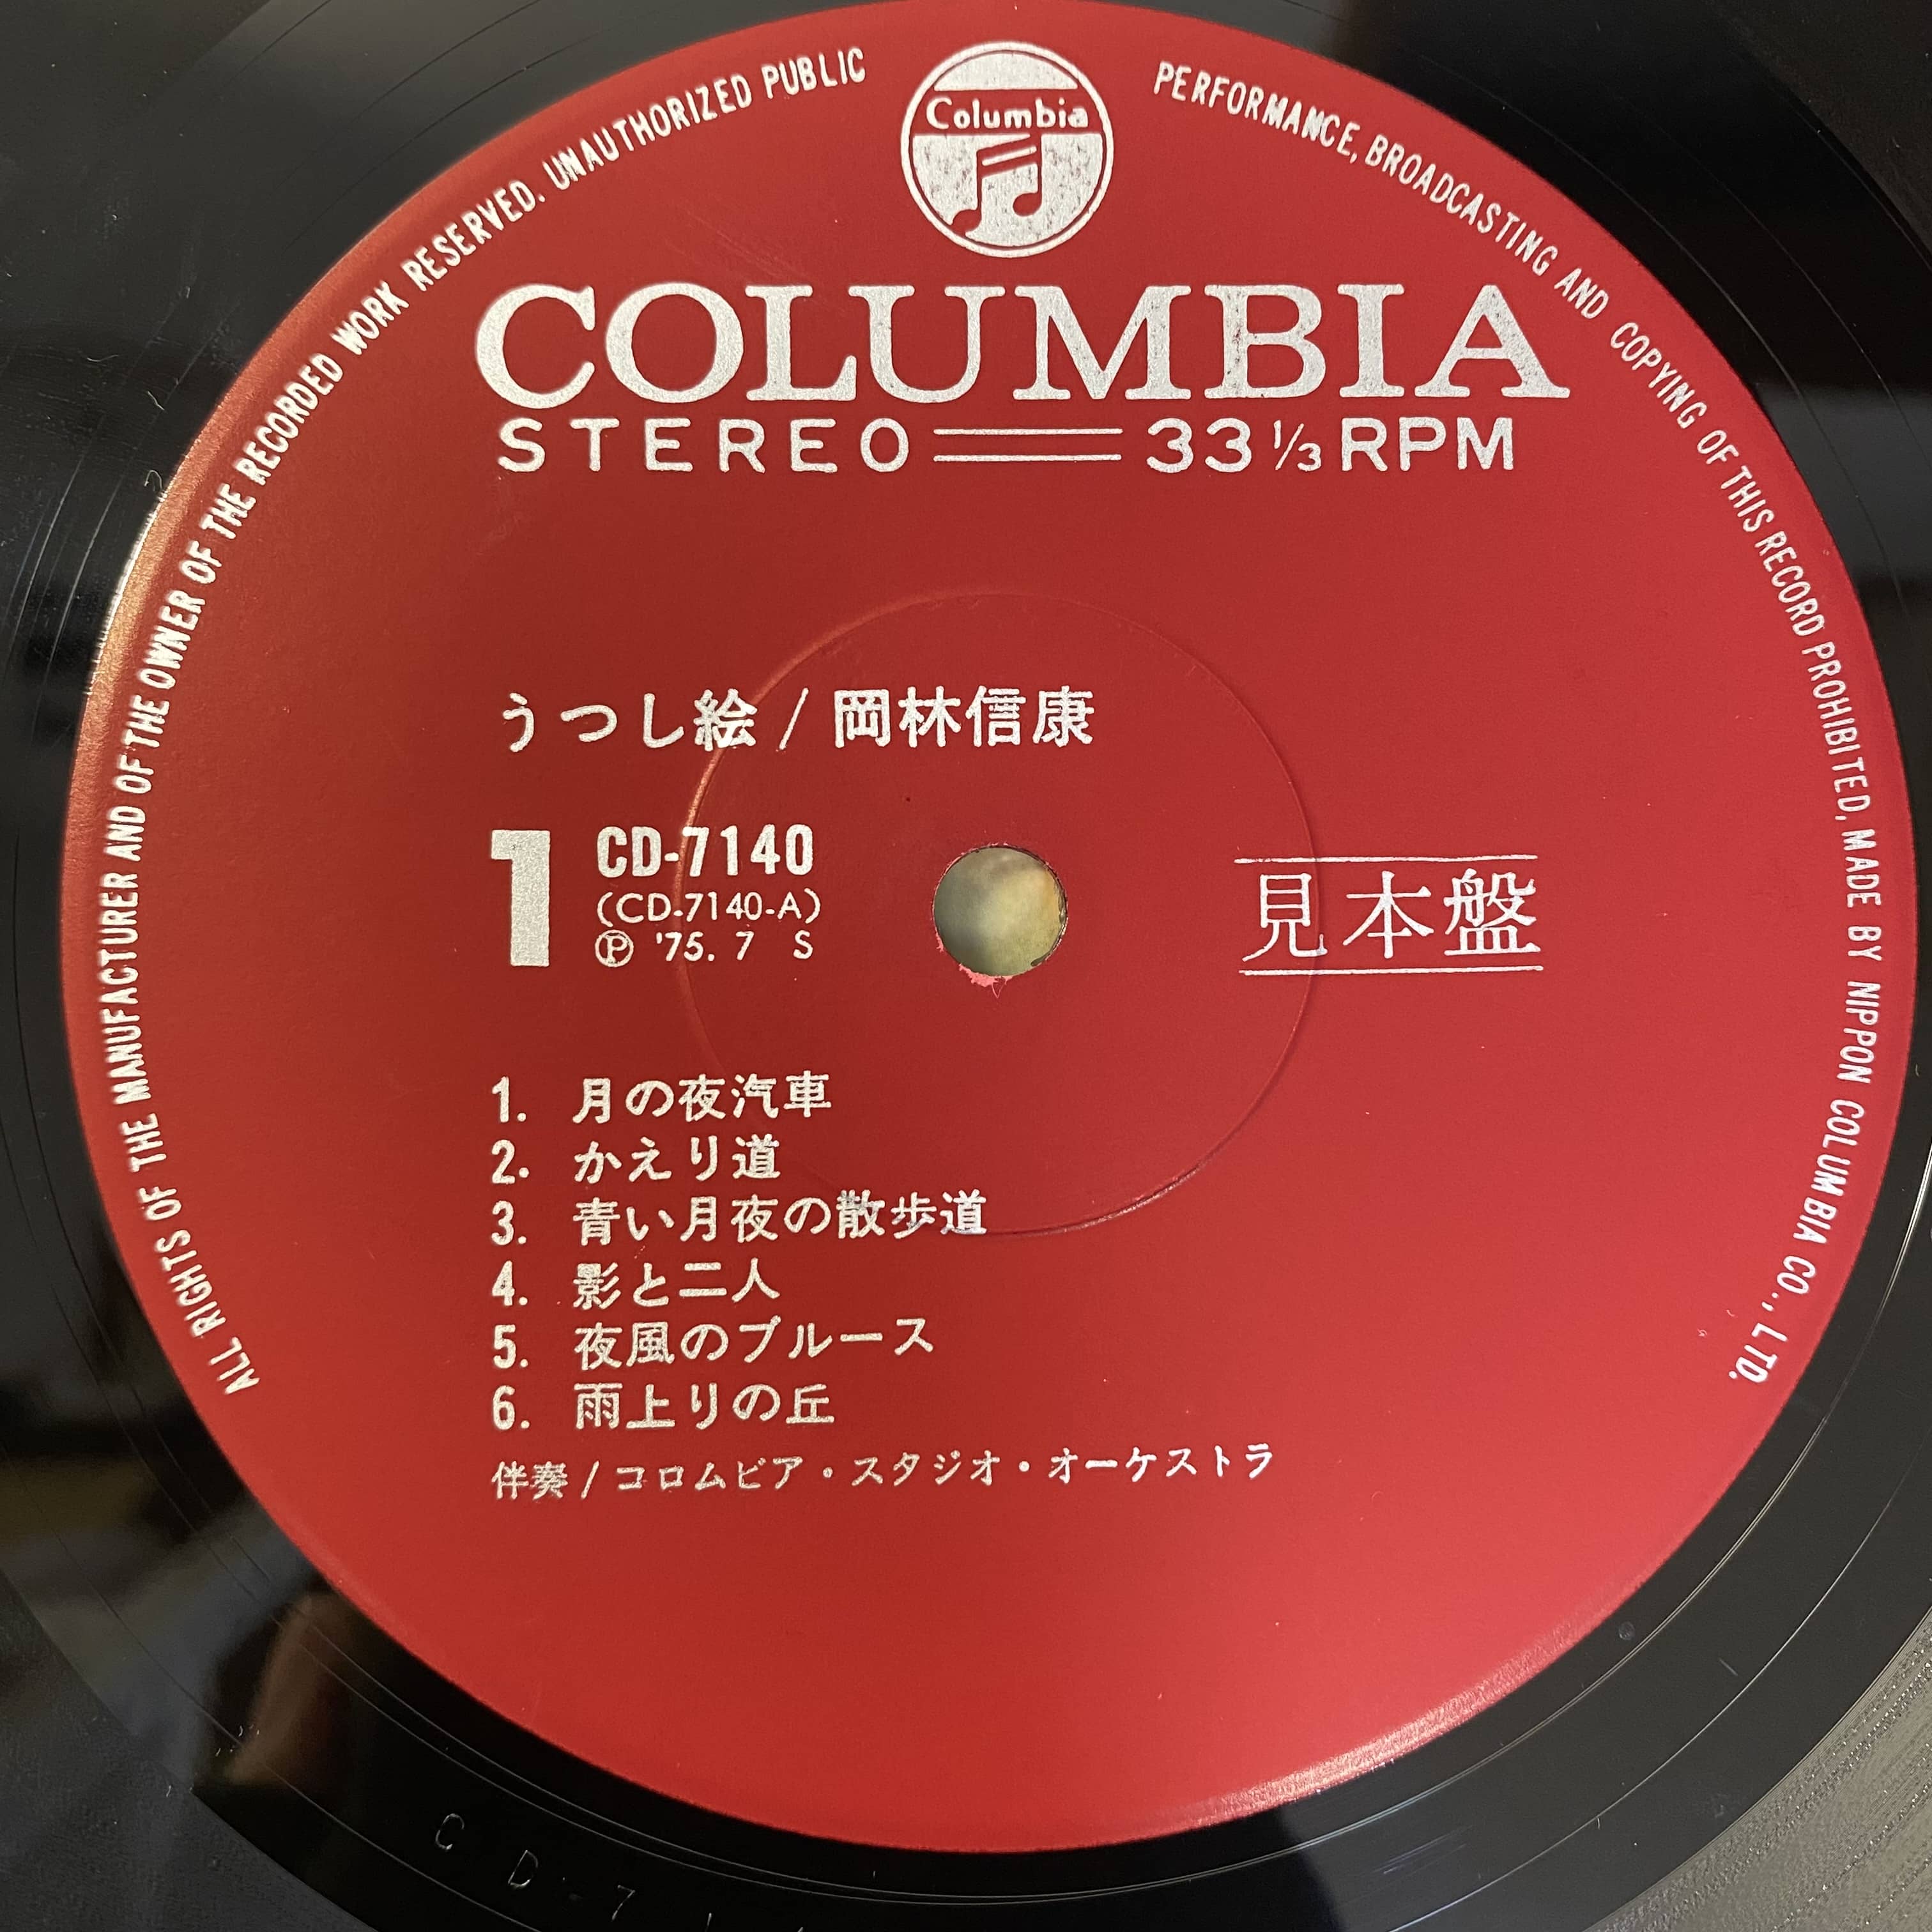 ALL RIGHTS OF THE MANUFACTURER AND OF THE OWNER OF THE RECORDED WORK RESERVED. UNAUTHORIZED PUBLIC PERFORMANCE, BROADCASTING AND COPYING OF THIS RECORD PROHIBITED, MADE BY NIPPON COLUMBIA CO., LTD.
Columbia
COLUMBIA
STEREO 33 1/3 RPM
うつし絵 / 岡林信康
1 CD-7140
(CD-7140-A)
Ⓟ '75. 7 S
見本盤
1. 月の夜汽車
2. かえり道
3. 青い月夜の散歩道
4. 影と二人
5. 夜風のブルース
6. 雨上りの丘
伴奏 / コロムビア・スタジオ・オーケストラ
C D - 7 1